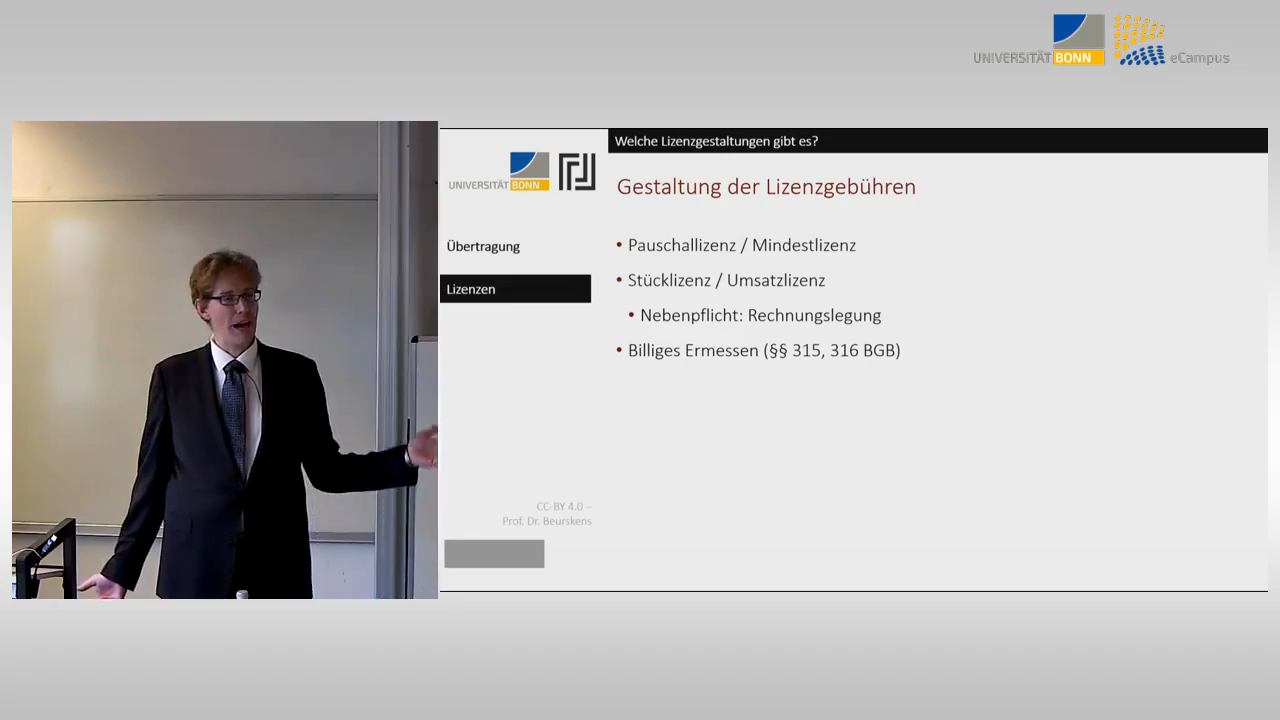 UNIVERSITÄT BONN eCampus
Welche Lizenzgestaltungen gibt es?
UNIVERSITÄT BONN
Gestaltung der Lizenzgebühren
Übertragung
Lizenzen
• Pauschallizenz / Mindestlizenz
• Stücklizenz / Umsatzlizenz
• Nebenpflicht: Rechnungslegung
• Billiges Ermessen (§§ 315, 316 BGB)
CC-BY 4.0 –
Prof. Dr. Beurskens